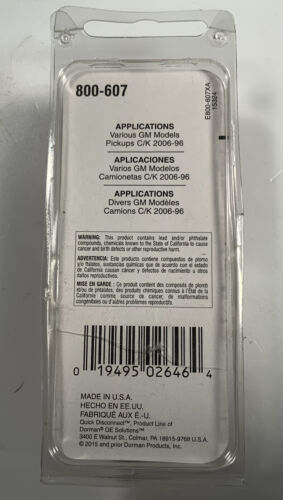 800-607
E800-607XA
15324
APPLICATIONS
Various GM Models
Pickups C/K 2006-96
APLICACIONES
Varios GM Modelos
Camionetas C/K 2006-96
APPLICATIONS
Divers GM Modèles
Camions C/K 2006-96
WARNING: This product contains lead and/or phthalate
compounds, chemicals known to the State of California to cause
cancer and birth defects or other reproductive harm.
ADVERTENCIA: Este producto contiene compuestos de plomo
y/o ftalatos, sustancias químicas que de acuerdo con el estado
de California causan cáncer y defectos de nacimiento u otros
daños reproductivos.
MISE EN GARDE : Ce produit contient des composés de plomb
et/ou de phtalates, des produits chimiques connus à l'État de la
Californie comme source de cancer, de malformations
congénitales ou d'autres dommages reproductifs.
0 19495 02646 4
MADE IN U.S.A.
HECHO EN EE.UU.
FABRIQUÉ AUX É.-U.
Quick Disconnect™, Product Line of
Dorman® OE Solutions™
3400 E Walnut St., Colmar, PA 18915-9768 U.S.A.
© 2015 and prior Dorman Products, Inc.